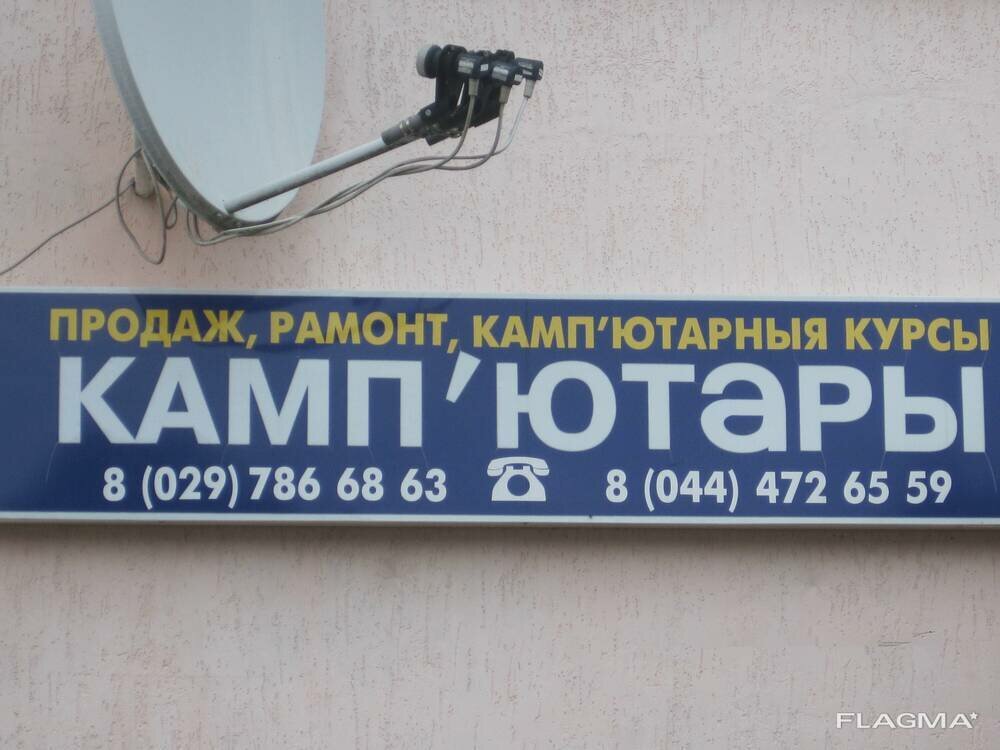 ПРОДАЖ, РАМОНТ, КАМП'ЮТАРНЫЯ КУРСЫ
КАМП'ЮТАРЫ
8 (029) 786 68 63 8 (044) 472 65 59
FLAGMA*